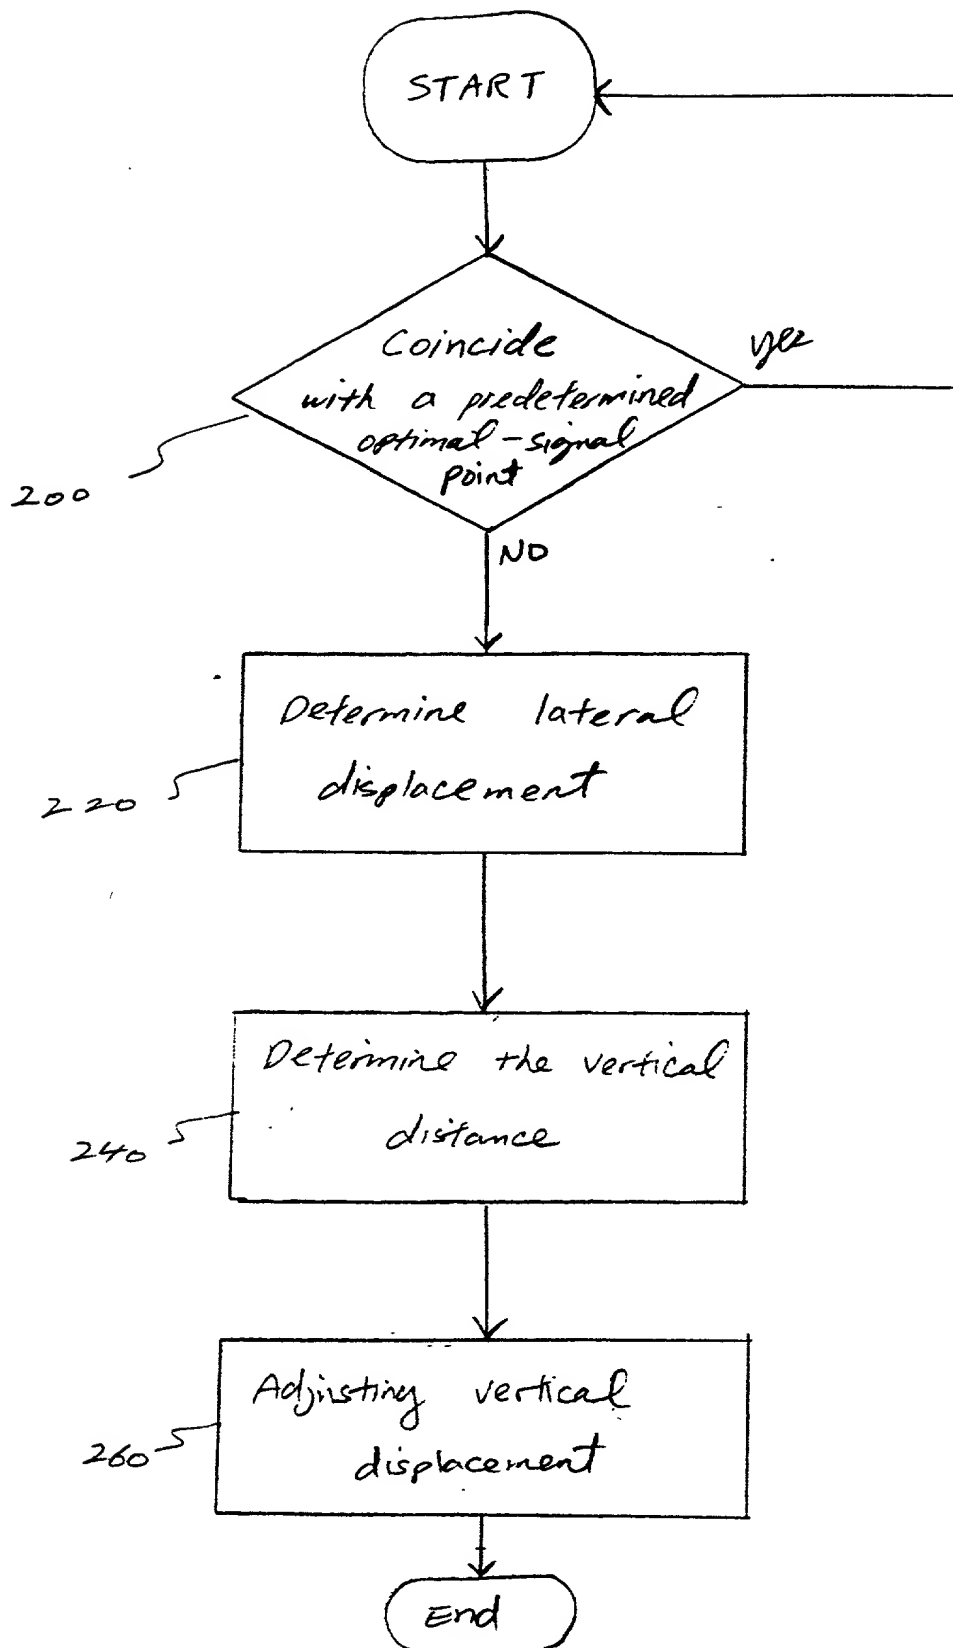 START
Coincide
with a predetermined
optimal-signal
point
yes
200
NO
Determine lateral
displacement
220
Determine the vertical
distance
240
Adjusting vertical
displacement
260
End